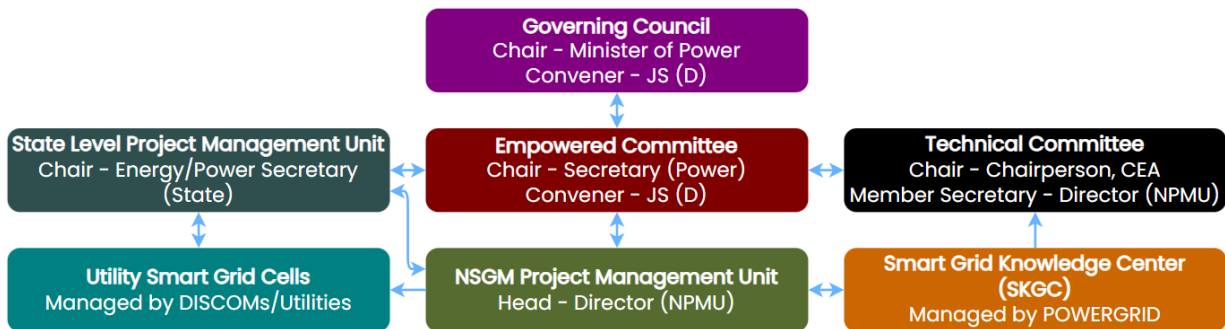 Governing Council
Chair - Minister of Power
Convener - JS (D)
State Level Project Management Unit
Chair - Energy/Power Secretary
(State)
Empowered Committee
Chair - Secretary (Power)
Convener - JS (D)
Technical Committee
Chair - Chairperson, CEA
Member Secretary - Director (NPMU)
Utility Smart Grid Cells
Managed by DISCOMs/Utilities
NSGM Project Management Unit
Head - Director (NPMU)
Smart Grid Knowledge Center
(SKGC)
Managed by POWERGRID